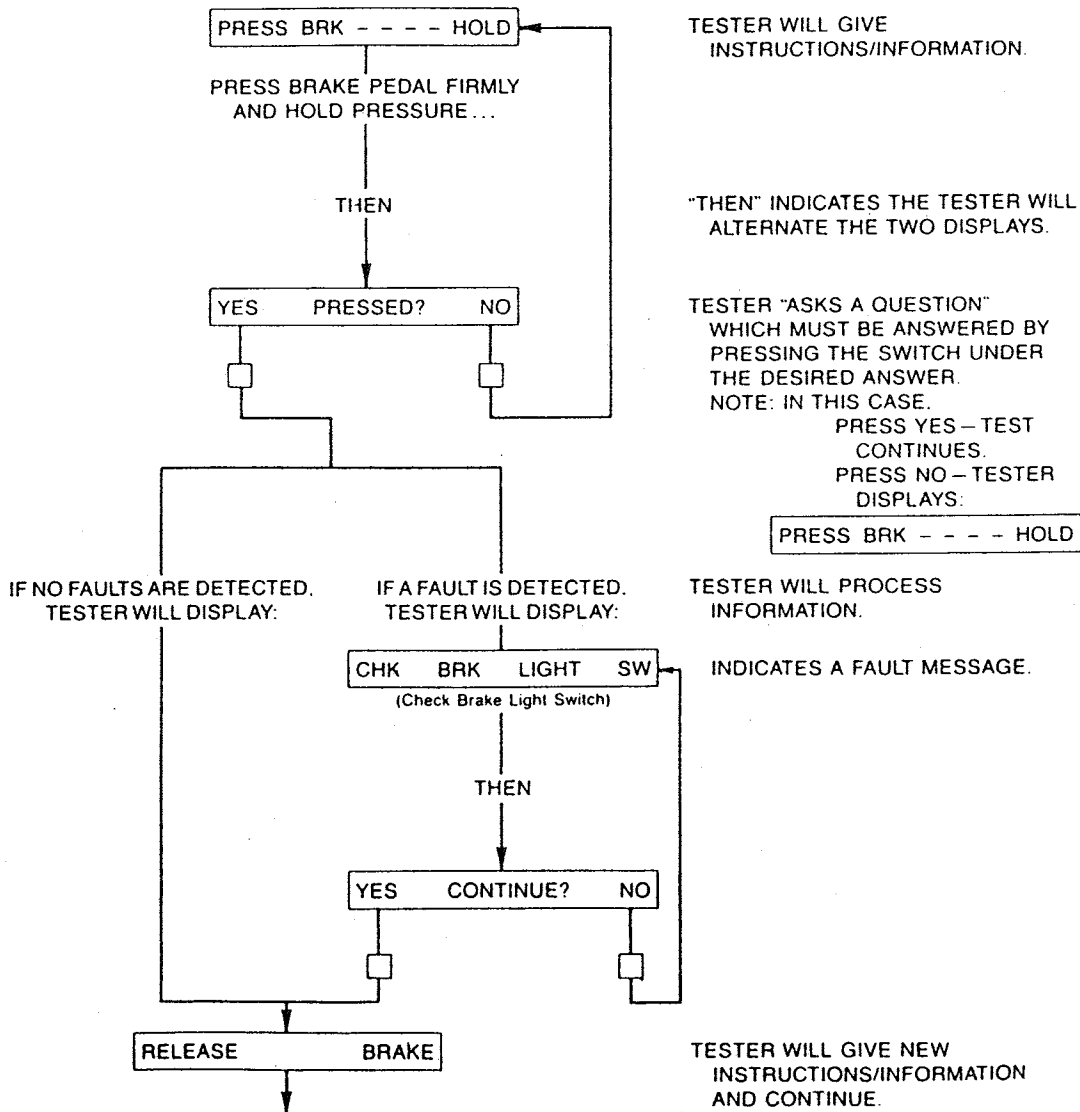 PRESS BRK - - - - HOLD
TESTER WILL GIVE
INSTRUCTIONS/INFORMATION.
PRESS BRAKE PEDAL FIRMLY
AND HOLD PRESSURE...
THEN
"THEN" INDICATES THE TESTER WILL
ALTERNATE THE TWO DISPLAYS.
YES PRESSED? NO
TESTER "ASKS A QUESTION"
WHICH MUST BE ANSWERED BY
PRESSING THE SWITCH UNDER
THE DESIRED ANSWER.
NOTE: IN THIS CASE.
PRESS YES – TEST
CONTINUES.
PRESS NO – TESTER
DISPLAYS:
PRESS BRK - - - - HOLD
IF NO FAULTS ARE DETECTED.
TESTER WILL DISPLAY:
IF A FAULT IS DETECTED.
TESTER WILL DISPLAY:
TESTER WILL PROCESS
INFORMATION.
CHK BRK LIGHT SW
(Check Brake Light Switch)
INDICATES A FAULT MESSAGE.
THEN
YES CONTINUE? NO
RELEASE BRAKE
TESTER WILL GIVE NEW
INSTRUCTIONS/INFORMATION
AND CONTINUE.